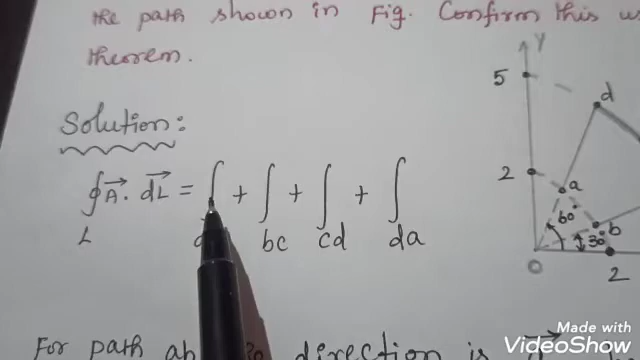 the path shown in Fig. Confirm this
theorem.
Solution:
∮ A⃗. dL⃗ = ∫ + ∫ + ∫ + ∫
L bc cd da
For path ab direction is
Y
5
d
2
a
60°
b
30°
0
2
Made with
VideoShow